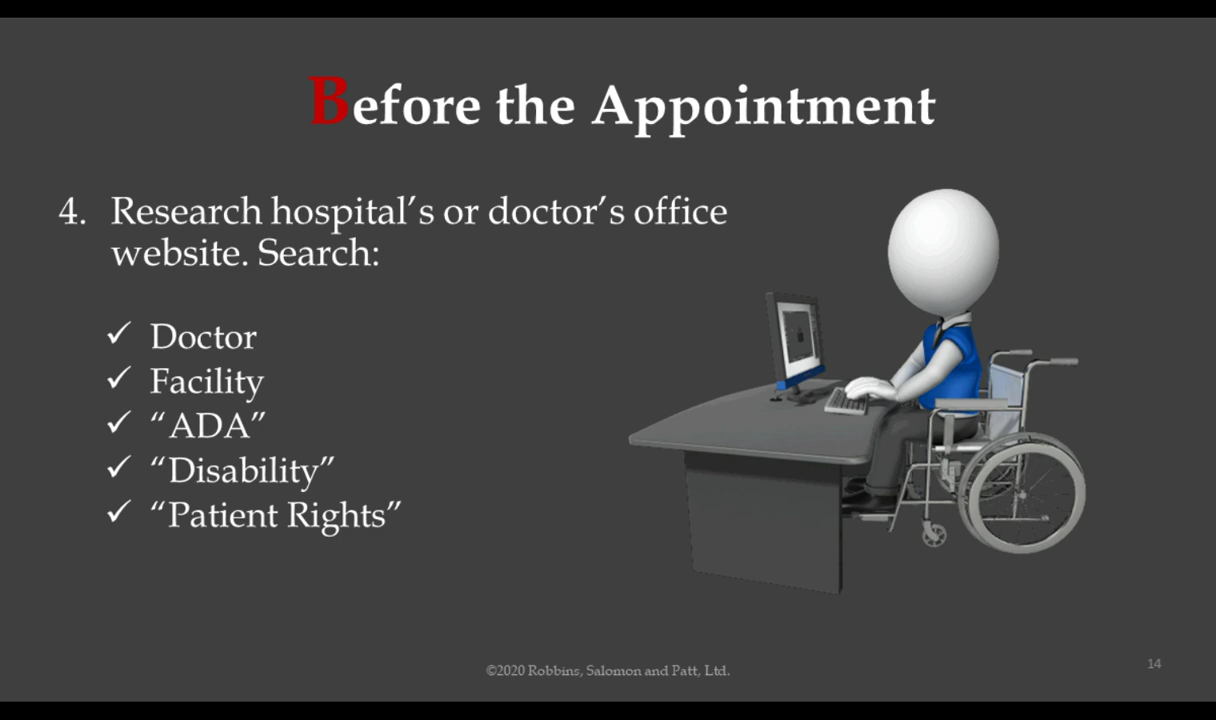 Before the Appointment
4. Research hospital's or doctor's office
website. Search:
✓ Doctor
✓ Facility
✓ “ADA”
✓ “Disability”
✓ “Patient Rights”
©2020 Robbins, Salomon and Patt, Ltd.
14